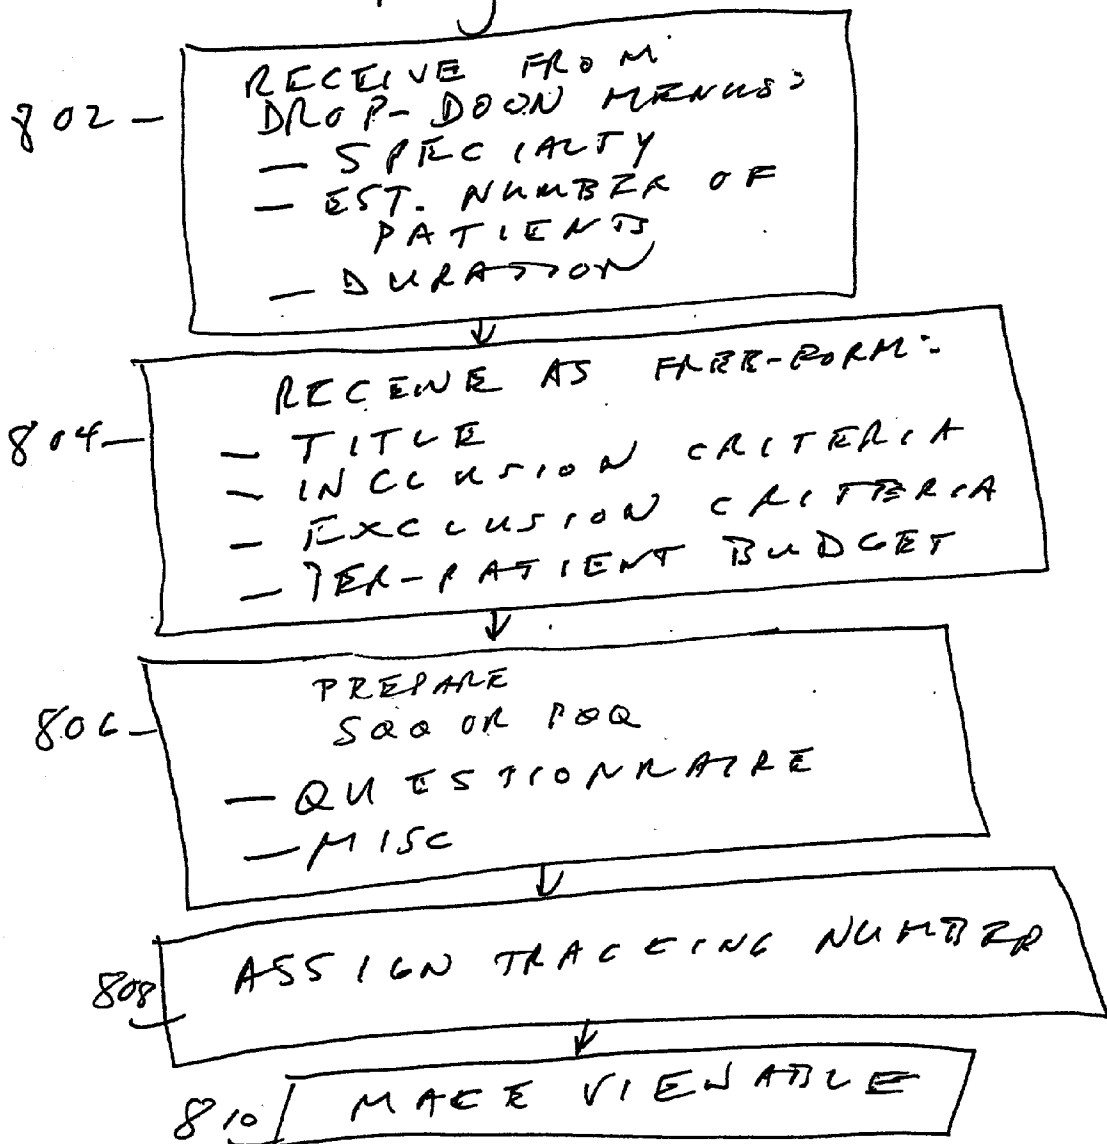 802 - RECEIVE FROM
DROP-DOWN MENUS:
- SPECIALTY
- EST. NUMBER OF
PATIENTS
- DURATION
RECEIVE AS FREE-FORM:
804 - - TITLE
- INCLUSION CRITERIA
- EXCLUSION CRITERIA
- PER-PATIENT BUDGET
PREPARE
806 - SQQ OR PQQ
- QUESTIONNAIRE
- MISC
808 ASSIGN TRACKING NUMBER
810 MAKE VIEWABLE